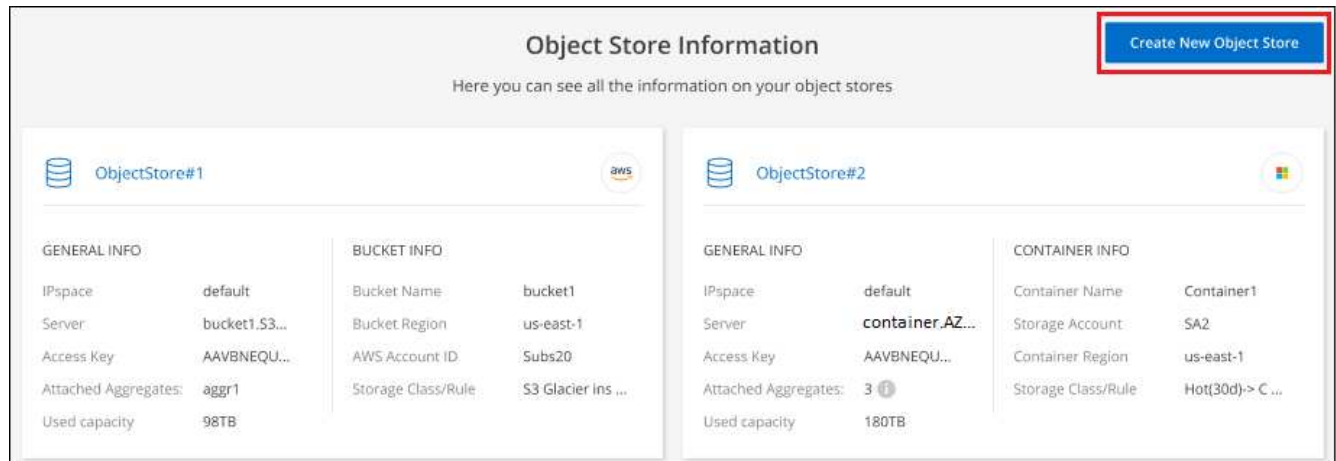 Object Store Information
Create New Object Store
Here you can see all the information on your object stores
ObjectStore#1
aws
GENERAL INFO
IPspace default
Server bucket1.S3...
Access Key AAVBNEQU...
Attached Aggregates: aggr1
Used capacity 98TB
BUCKET INFO
Bucket Name bucket1
Bucket Region us-east-1
AWS Account ID Subs20
Storage Class/Rule S3 Glacier ins ...
ObjectStore#2
GENERAL INFO
IPspace default
Server container.AZ...
Access Key AAVBNEQU...
Attached Aggregates: 3 i
Used capacity 180TB
CONTAINER INFO
Container Name Container1
Storage Account SA2
Container Region us-east-1
Storage Class/Rule Hot(30d)-> C ...